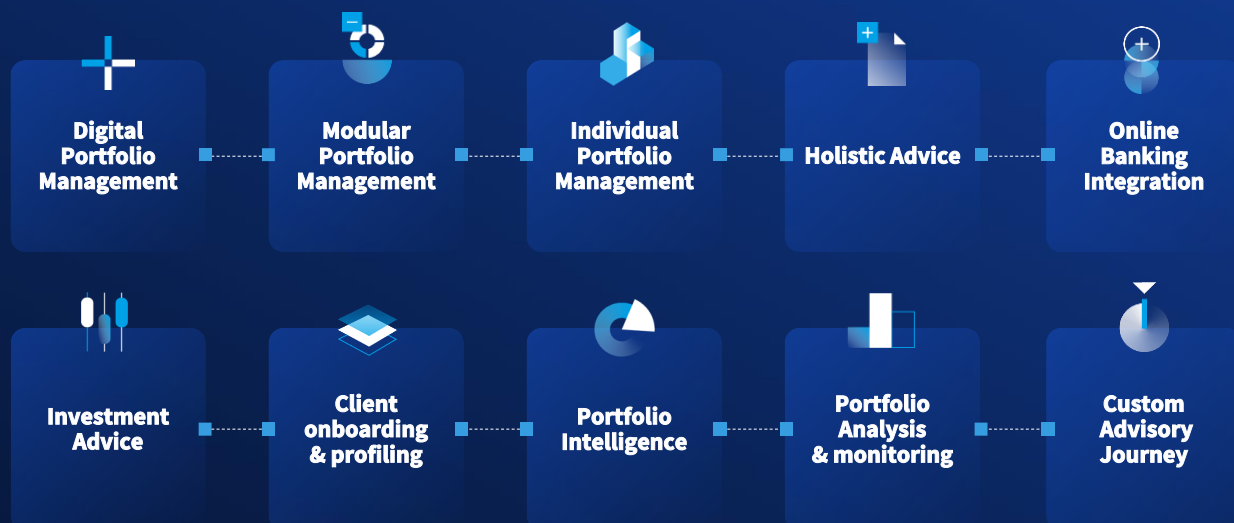 Digital
Portfolio
Management
Modular
Portfolio
Management
Individual
Portfolio
Management
Holistic Advice
Online
Banking
Integration
Investment
Advice
Client
onboarding
& profiling
Portfolio
Intelligence
Portfolio
Analysis
& monitoring
Custom
Advisory
Journey